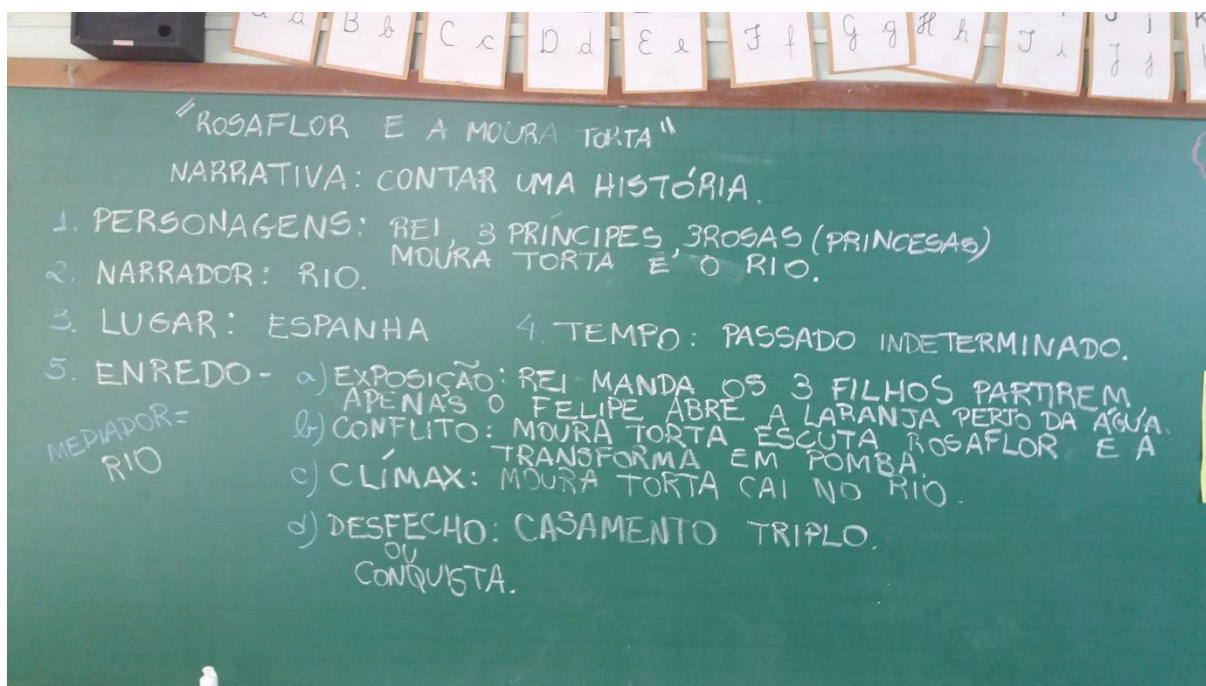 a a
B b
C c
D d
E e
F f
G g
H h
I i
J j
J j
"ROSAFLOR E A MOURA TORTA"
NARRATIVA: CONTAR UMA HISTÓRIA.
1. PERSONAGENS: REI, 3 PRÍNCIPES, 3 ROSAS (PRINCESAS)
MOURA TORTA E O RIO.
2. NARRADOR: RIO.
3. LUGAR: ESPANHA 4. TEMPO: PASSADO INDETERMINADO.
5. ENREDO - a) EXPOSIÇÃO: REI MANDA OS 3 FILHOS PARTIREM
APENAS O FELIPE ABRE A LARANJA PERTO DA ÁGUA.
b) CONFLITO: MOURA TORTA ESCUTA ROSAFLOR E A
TRANSFORMA EM POMBA.
c) CLÍMAX: MOURA TORTA CAI NO RIO.
d) DESFECHO: CASAMENTO TRIPLO.
OU
CONQUISTA.
MEDIADOR=
RIO